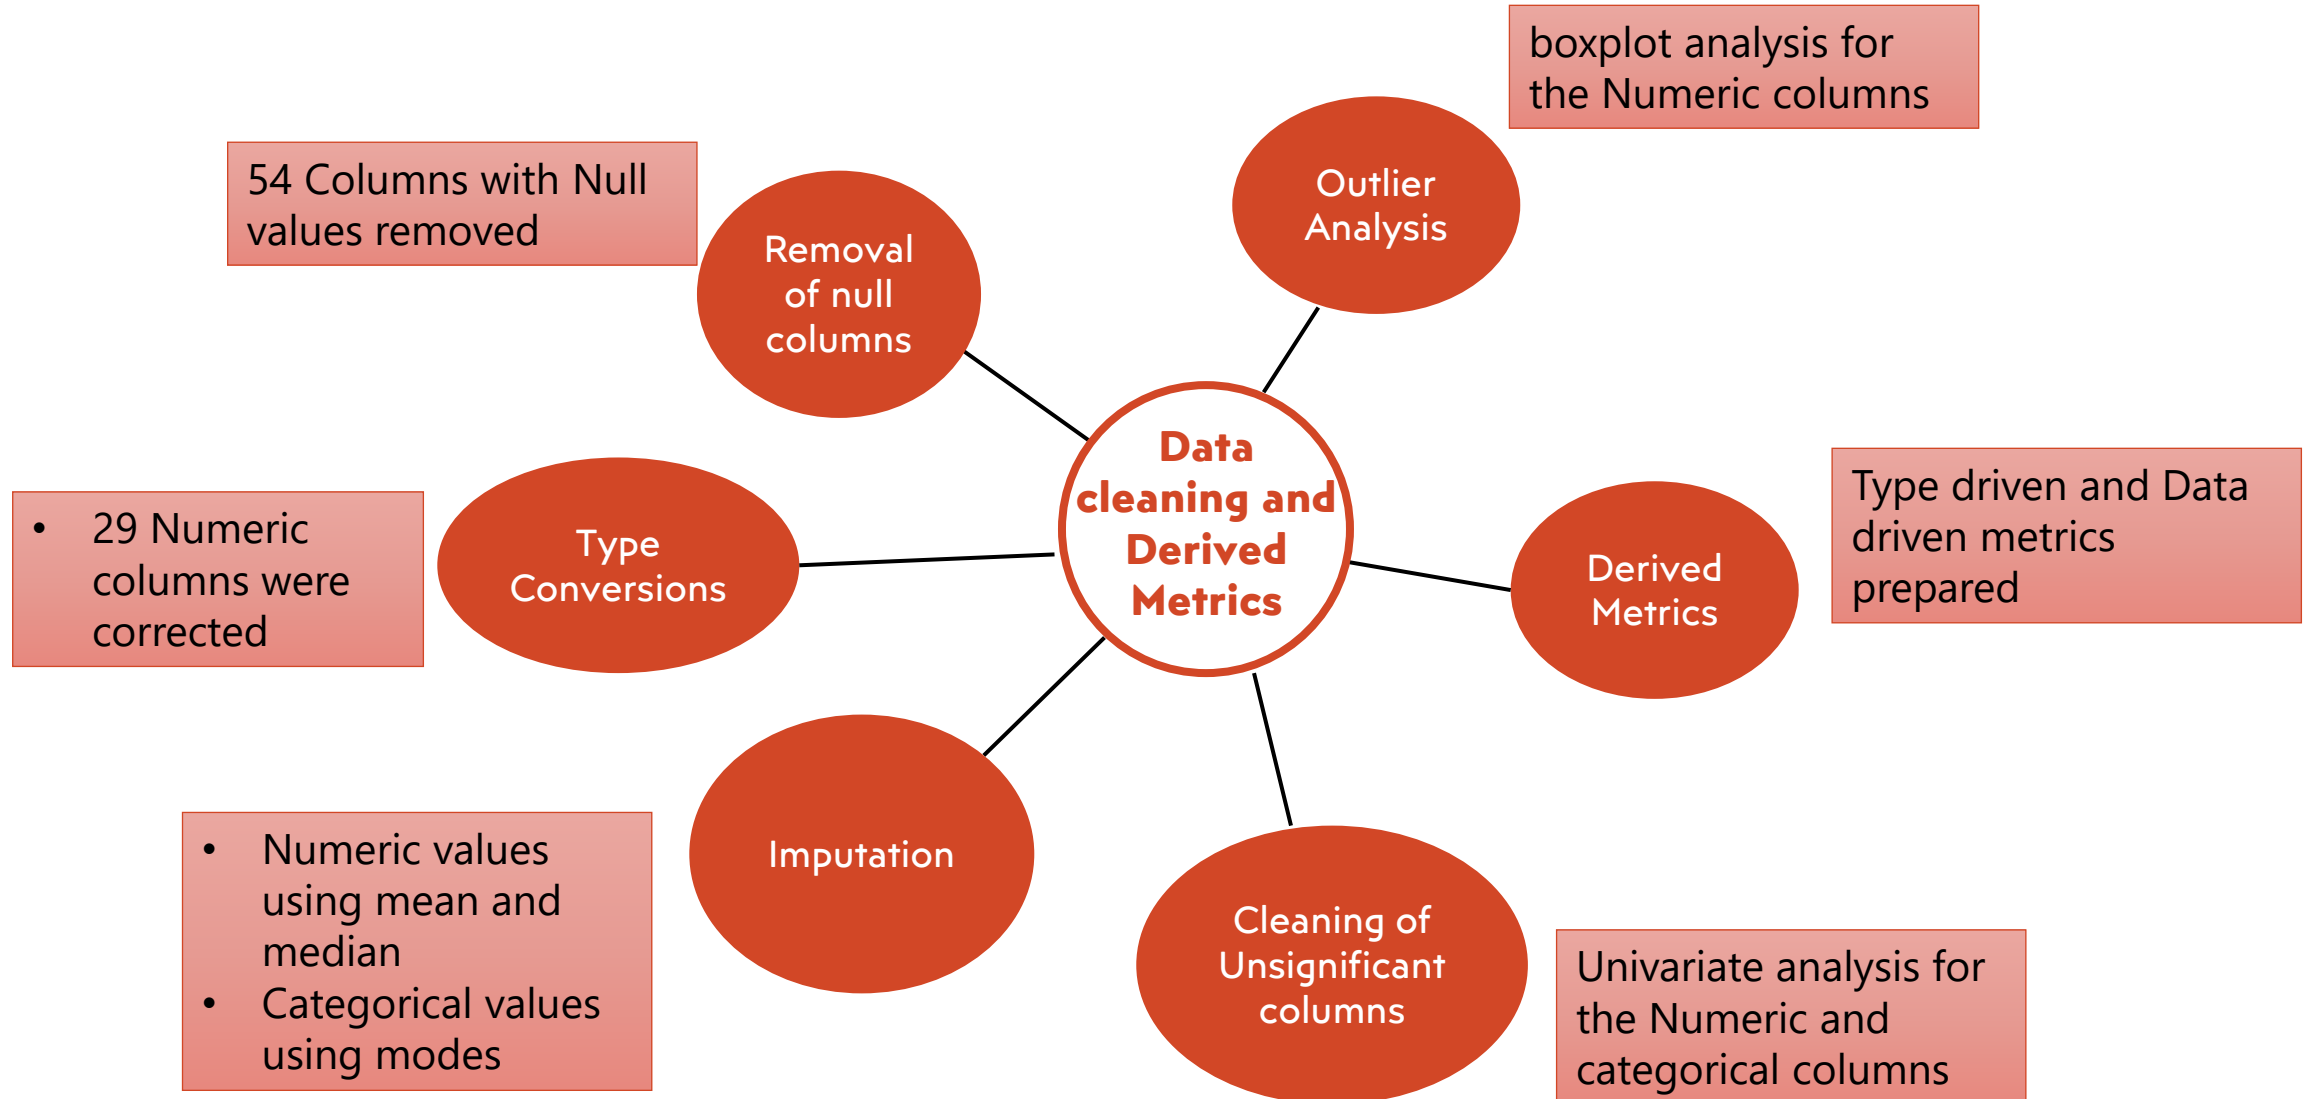 boxplot analysis for
the Numeric columns
Outlier
Analysis
54 Columns with Null
values removed
Removal
of null
columns
Data
cleaning and
Derived
Metrics
Type driven and Data
driven metrics
prepared
Derived
Metrics
• 29 Numeric
columns were
corrected
Type
Conversions
• Numeric values
using mean and
median
• Categorical values
using modes
Imputation
Cleaning of
Unsignificant
columns
Univariate analysis for
the Numeric and
categorical columns